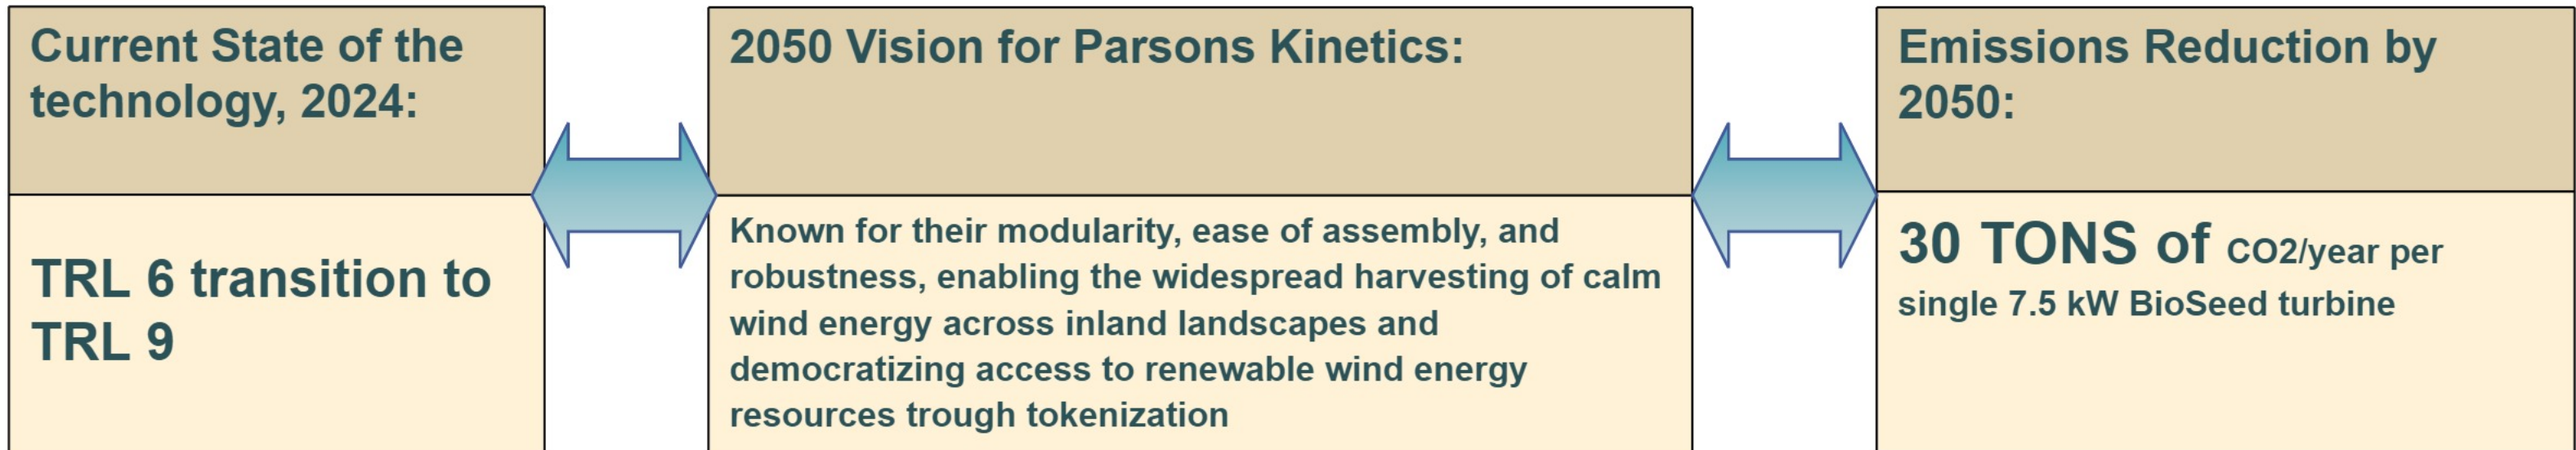 Current State of the
technology, 2024:
TRL 6 transition to
TRL 9
2050 Vision for Parsons Kinetics:
Known for their modularity, ease of assembly, and
robustness, enabling the widespread harvesting of calm
wind energy across inland landscapes and
democratizing access to renewable wind energy
resources trough tokenization
Emissions Reduction by
2050:
30 TONS of CO2/year per
single 7.5 kW BioSeed turbine